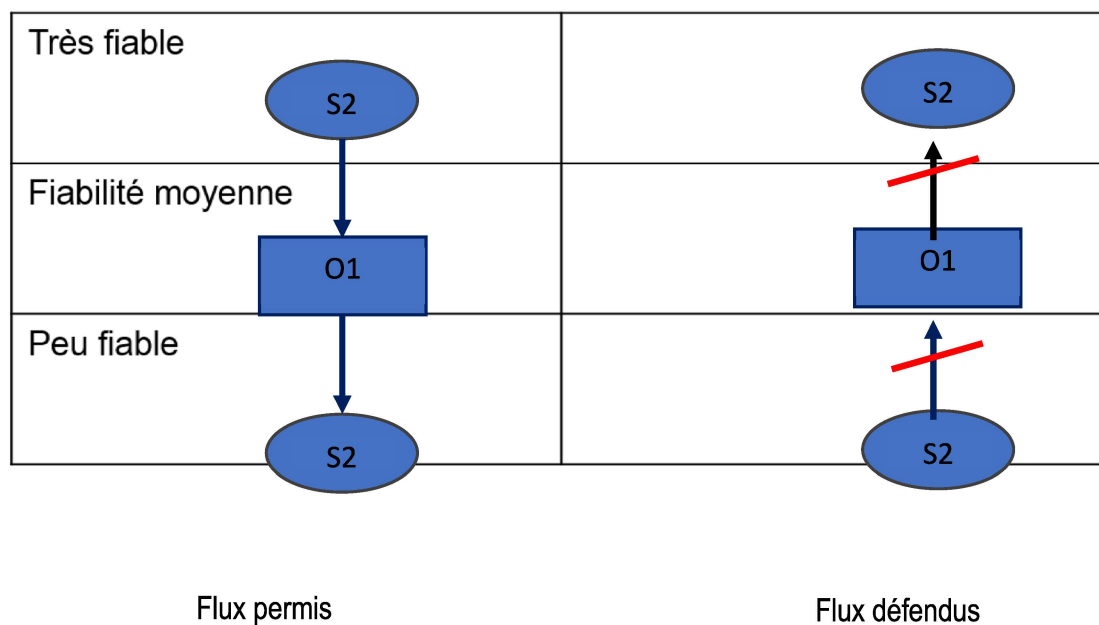 Très fiable
S2
S2
Fiabilité moyenne
O1
O1
Peu fiable
S2
S2
Flux permis
Flux défendus